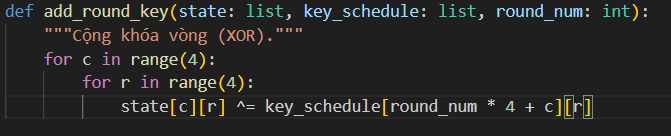 def add_round_key(state: list, key_schedule: list, round_num: int):
    """Cộng khóa vòng (XOR)."""
    for c in range(4):
        for r in range(4):
            state[c][r] ^= key_schedule[round_num * 4 + c][r]